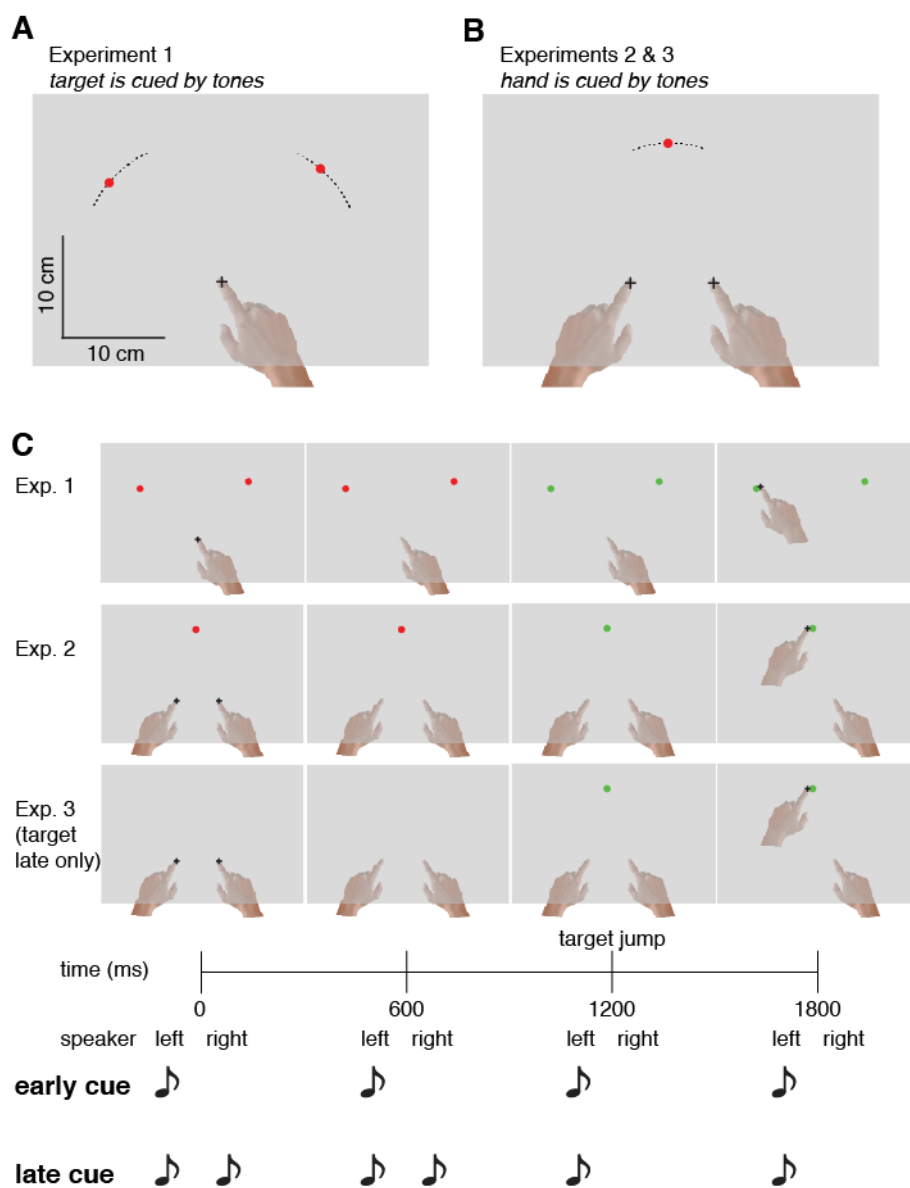 A
Experiment 1
target is cued by tones
10 cm
10 cm
B
Experiments 2 & 3
hand is cued by tones
C
Exp. 1
Exp. 2
Exp. 3
(target
late only)
target jump
time (ms)
0 600 1200 1800
speaker left right left right left right left right
early cue
late cue